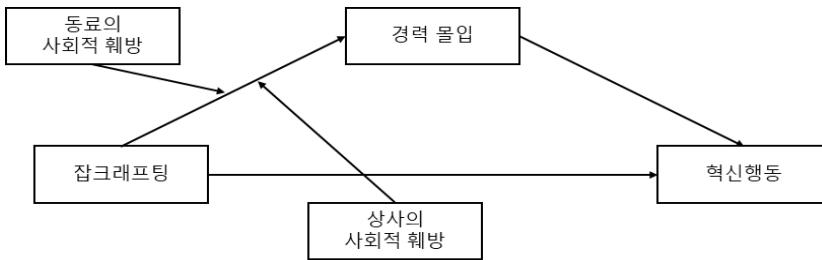 동료의
사회적 훼방
경력 몰입
잡크래프팅
혁신행동
상사의
사회적 훼방